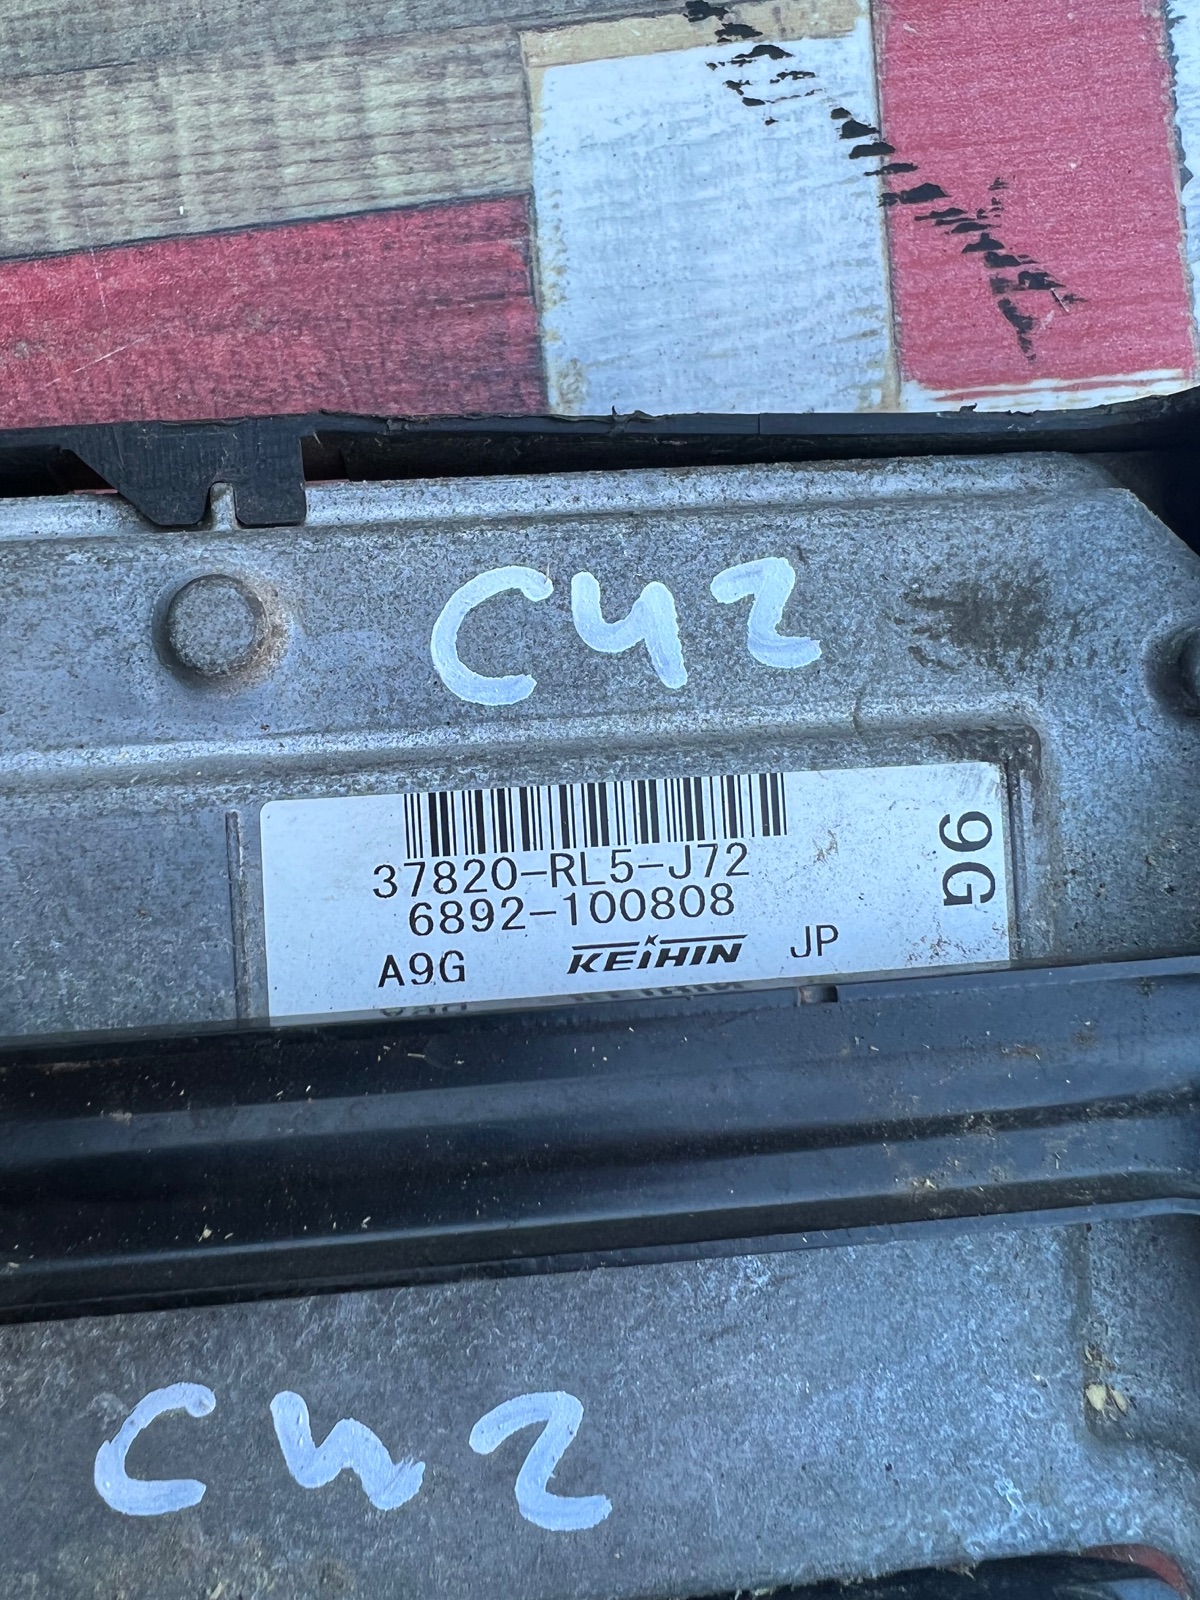 C42
37820-RL5-J72
6892-100808
A9G KEIHIN JP
9G
C42